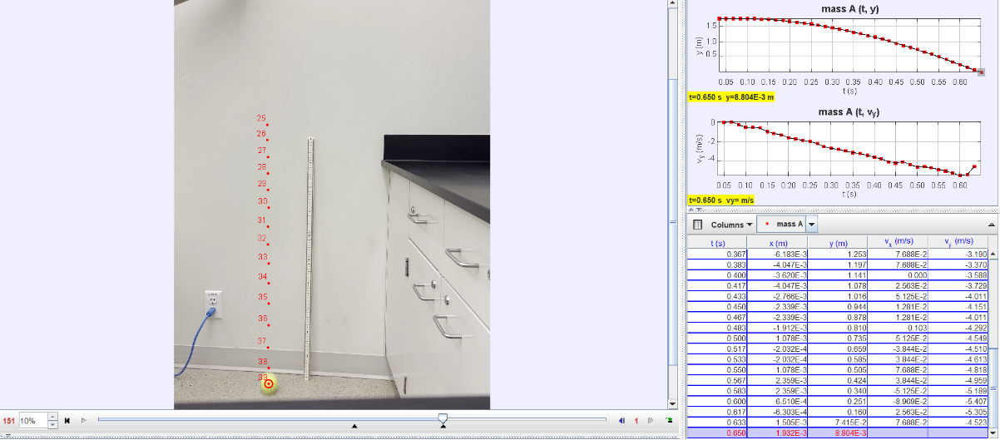 25
26
27
28
29
30
31
32
33
34
35
36
37
38
39
151 10% 1
mass A (t, y)
y (m)
1.5
1.0
0.5
0.05 0.10 0.15 0.20 0.25 0.30 0.35 0.40 0.45 0.50 0.55 0.60
t (s)
t=0.650 s y=8.804E-3 m
mass A (t, vy)
vy (m/s)
0
-2
-4
0.05 0.10 0.15 0.20 0.25 0.30 0.35 0.40 0.45 0.50 0.55 0.60
t (s)
t=0.650 s vy= m/s
Columns mass A
t (s) x (m) y (m) vx (m/s) vy (m/s)
0.367 -6.183E-3 1.253 7.688E-2 -3.190
0.383 -4.047E-3 1.197 7.688E-2 -3.370
0.400 -3.620E-3 1.141 0.000 -3.588
0.417 -4.047E-3 1.078 2.563E-2 -3.729
0.433 -2.766E-3 1.016 5.125E-2 -4.011
0.450 -2.339E-3 0.944 1.281E-2 -4.151
0.467 -2.339E-3 0.878 1.281E-2 -4.011
0.483 -1.912E-3 0.810 0.103 -4.292
0.500 1.078E-3 0.735 5.125E-2 -4.549
0.517 -2.032E-4 0.659 -3.844E-2 -4.510
0.533 -2.032E-4 0.585 3.844E-2 -4.613
0.550 1.078E-3 0.505 7.688E-2 -4.818
0.567 2.359E-3 0.424 3.844E-2 -4.959
0.583 2.359E-3 0.340 -5.125E-2 -5.189
0.600 6.510E-4 0.251 -8.969E-2 -5.407
0.617 -6.303E-4 0.160 2.563E-2 -5.305
0.633 1.505E-3 7.415E-2 7.688E-2 -4.523
0.650 1.932E-3 8.804E-3